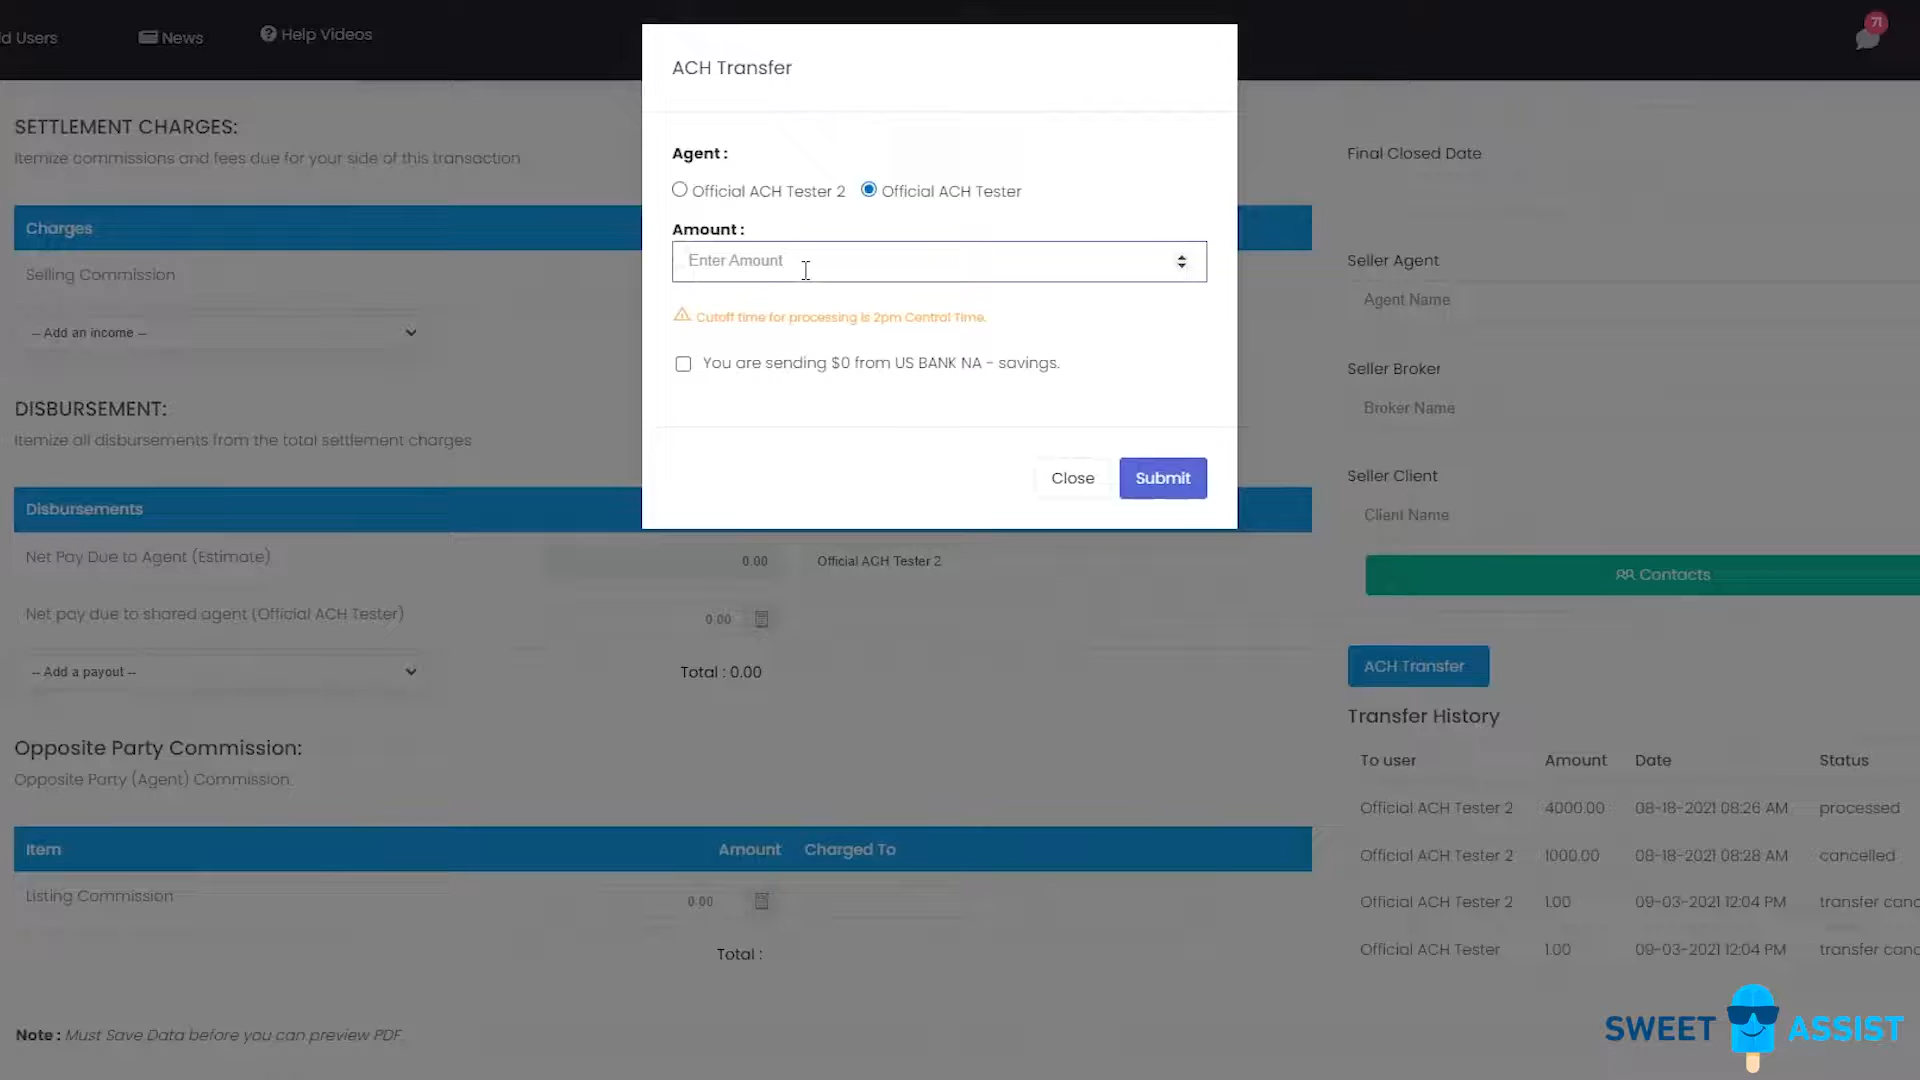 d Users
News
Help Videos
71
ACH Transfer
Agent :
Official ACH Tester 2
Official ACH Tester
Amount :
Enter Amount
Cutoff time for processing is 2pm Central Time.
You are sending $0 from US BANK NA - savings.
Close
Submit
SETTLEMENT CHARGES:
Itemize commissions and fees due for your side of this transaction
Charges
Selling Commission
-- Add an income --
DISBURSEMENT:
Itemize all disbursements from the total settlement charges
Disbursements
Net Pay Due to Agent (Estimate)
0.00
Official ACH Tester 2
Net pay due to shared agent (Official ACH Tester)
0.00
-- Add a payout --
Total : 0.00
Opposite Party Commission:
Opposite Party (Agent) Commission.
Item Amount Charged To
Listing Commission
0.00
Total :
Note : Must Save Data before you can preview PDF
Final Closed Date
Seller Agent
Agent Name
Seller Broker
Broker Name
Seller Client
Client Name
Contacts
ACH Transfer
Transfer History
To user Amount Date Status
Official ACH Tester 2 4000.00 08-18-2021 08:26 AM processed
Official ACH Tester 2 1000.00 08-18-2021 08:28 AM cancelled
Official ACH Tester 2 1.00 09-03-2021 12:04 PM transfer canc
Official ACH Tester 1.00 09-03-2021 12:04 PM transfer canc
SWEET ASSIST